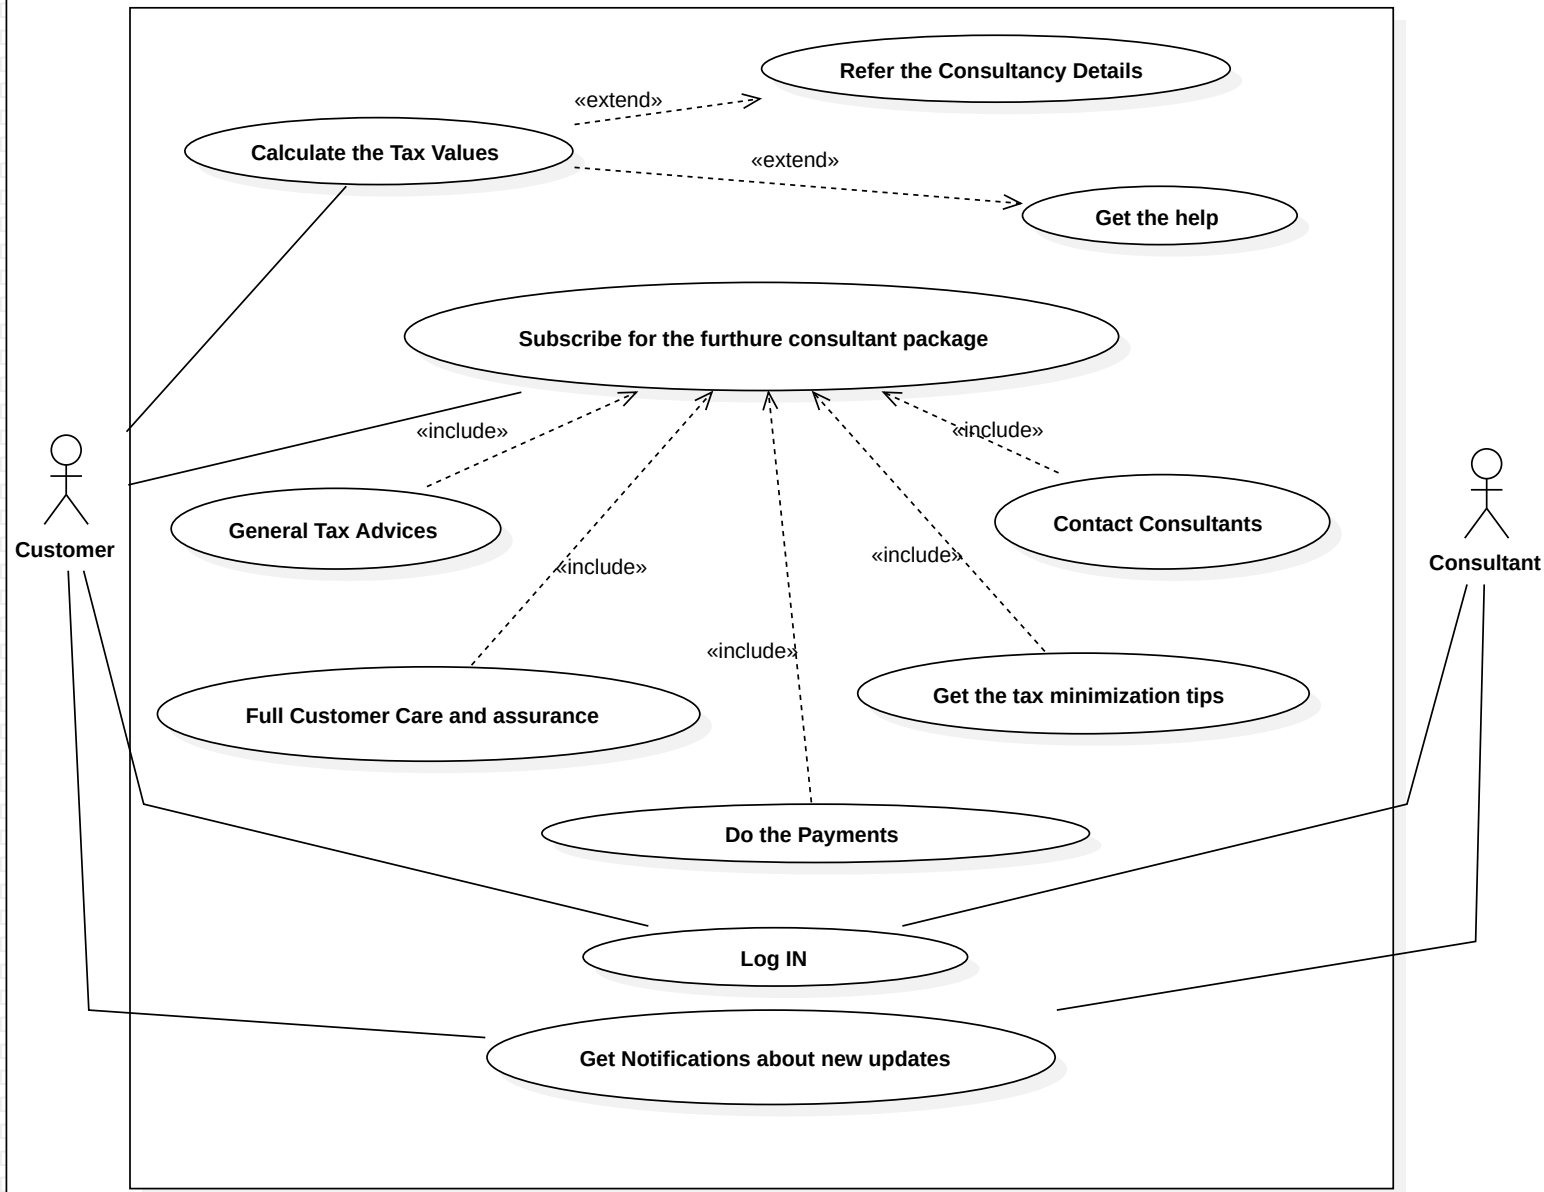 Refer the Consultancy Details
«extend»
Calculate the Tax Values
«extend»
Get the help
Subscribe for the furthure consultant package
«include»
«include»
General Tax Advices
Contact Consultants
Customer
Consultant
«include»
«include»
«include»
Full Customer Care and assurance
Get the tax minimization tips
Do the Payments
Log IN
Get Notifications about new updates